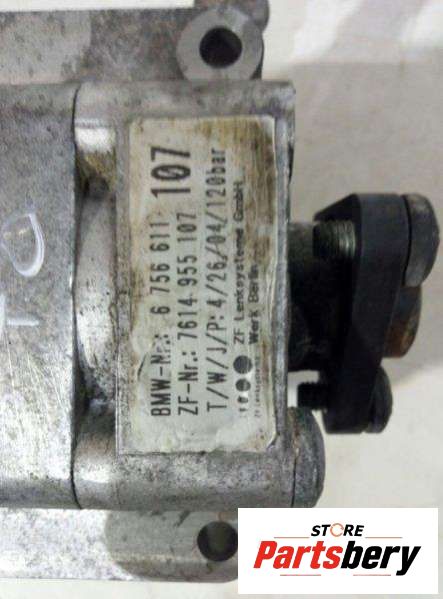 BMW-Nr.: 6 756 611
107
ZF-Nr.: 7614 955 107
T/W/J/P: 4/26/04/120bar
ZF Lenksysteme GmbH
Werk Berlin
STORE
Partsbery